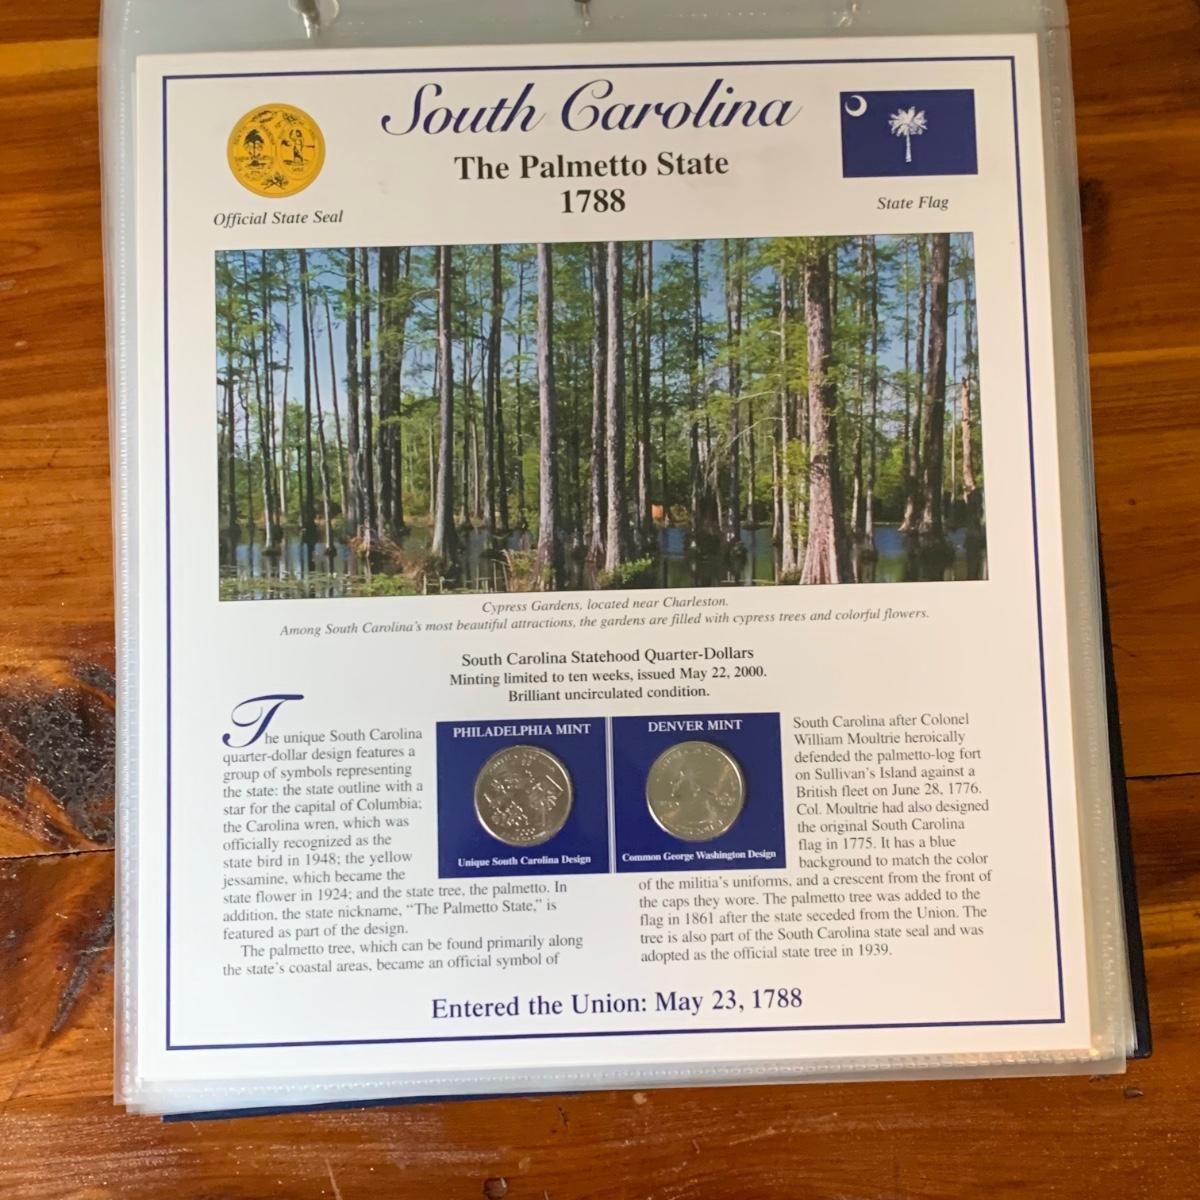 South Carolina
The Palmetto State
1788
Official State Seal
State Flag
Cypress Gardens, located near Charleston.
Among South Carolina's most beautiful attractions, the gardens are filled with cypress trees and colorful flowers.
South Carolina Statehood Quarter-Dollars
Minting limited to ten weeks, issued May 22, 2000.
Brilliant uncirculated condition.
The unique South Carolina
quarter-dollar design features a
group of symbols representing
the state: the state outline with a
star for the capital of Columbia;
the Carolina wren, which was
officially recognized as the
state bird in 1948; the yellow
jessamine, which became the
state flower in 1924; and the state tree, the palmetto. In
addition, the state nickname, “The Palmetto State,” is
featured as part of the design.
The palmetto tree, which can be found primarily along
the state's coastal areas, became an official symbol of
PHILADELPHIA MINT
Unique South Carolina Design
DENVER MINT
Common George Washington Design
South Carolina after Colonel
William Moultrie heroically
defended the palmetto-log fort
on Sullivan's Island against a
British fleet on June 28, 1776.
Col. Moultrie had also designed
the original South Carolina
flag in 1775. It has a blue
background to match the color
of the militia's uniforms, and a crescent from the front of
the caps they wore. The palmetto tree was added to the
flag in 1861 after the state seceded from the Union. The
tree is also part of the South Carolina state seal and was
adopted as the official state tree in 1939.
Entered the Union: May 23, 1788